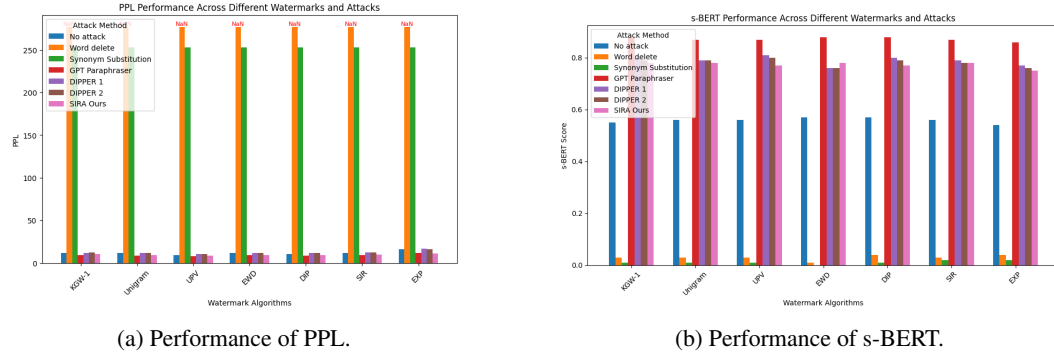 PPL Performance Across Different Watermarks and Attacks
NaN NaN NaN NaN NaN NaN
Attack Method
No attack
Word delete
Synonym Substitution
GPT Paraphraser
DIPPER 1
DIPPER 2
SIRA Ours
PPL
250
200
150
100
50
0
KGW-1
Unigram
UPV
EWD
DIP
SIR
EXP
Watermark Algorithms
(a) Performance of PPL.
s-BERT Performance Across Different Watermarks and Attacks
Attack Method
No attack
Word delete
Synonym Substitution
GPT Paraphraser
DIPPER 1
DIPPER 2
SIRA Ours
s-BERT Score
0.8
0.6
0.4
0.2
0.0
KGW-1
Unigram
UPV
EWD
DIP
SIR
EXP
Watermark Algorithms
(b) Performance of s-BERT.